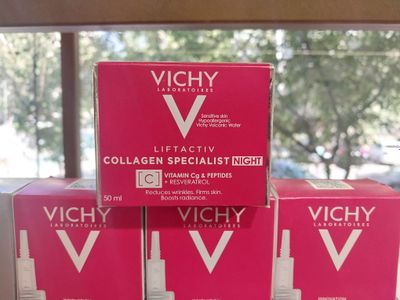 VICHY
LABORATOIRES
Sensitive skin
Hypoallergenic
Vichy Volcanic Water
LIFTACTIV
COLLAGEN SPECIALIST NIGHT
[C] VITAMIN Cg & PEPTIDES
+ RESVERATROL
Reduces wrinkles. Firms skin.
Boosts radiance.
50 ml
VICHY
LABORATOIRES
VICHY
LABORATOIRES
VICHY
LABORATOIRES